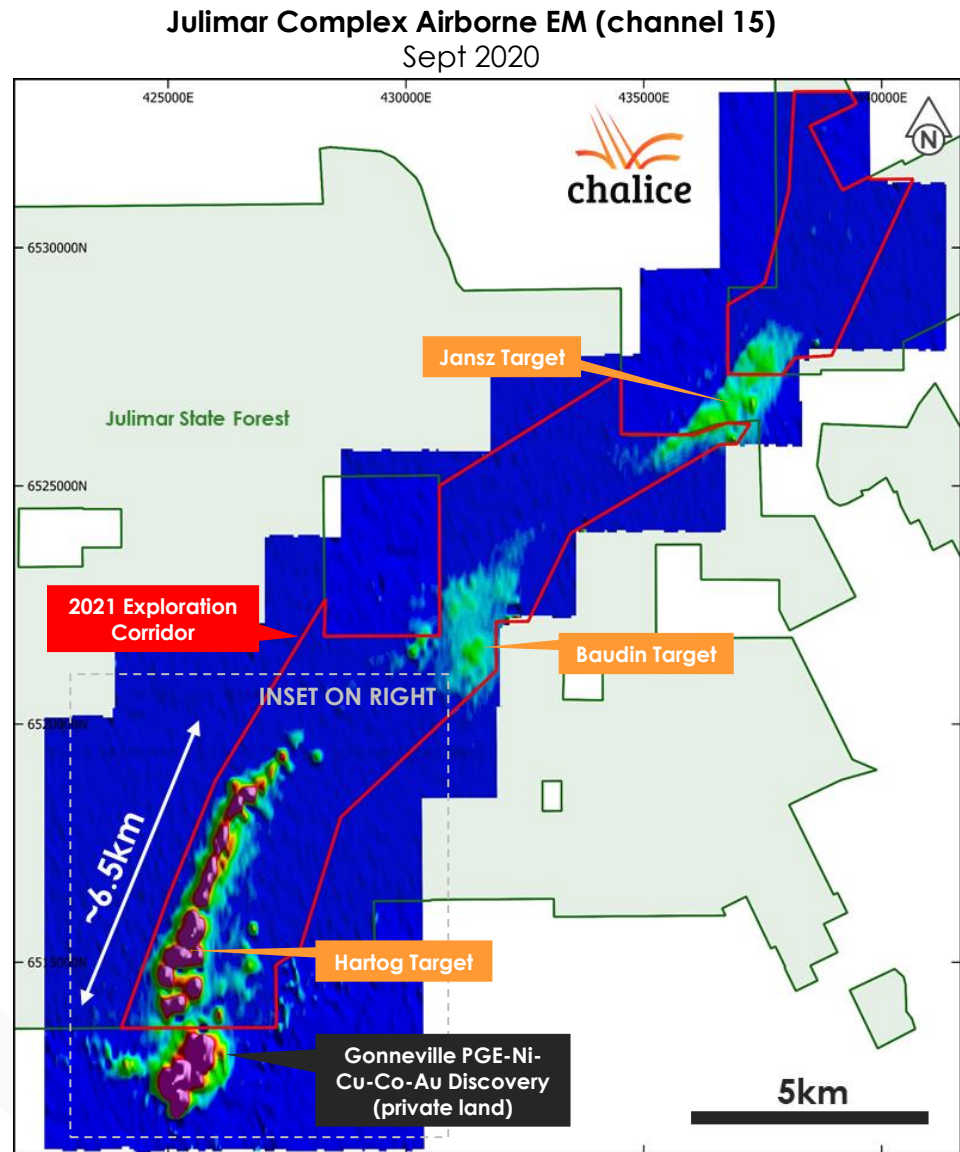 Julimar Complex Airborne EM (channel 15)
Sept 2020
425000E
430000E
435000E
N
chalice
6530000N
Jansz Target
Julimar State Forest
6525000N
2021 Exploration
Corridor
Baudin Target
INSET ON RIGHT
~6.5km
Hartog Target
Gonneville PGE-Ni-
Cu-Co-Au Discovery
(private land)
5km